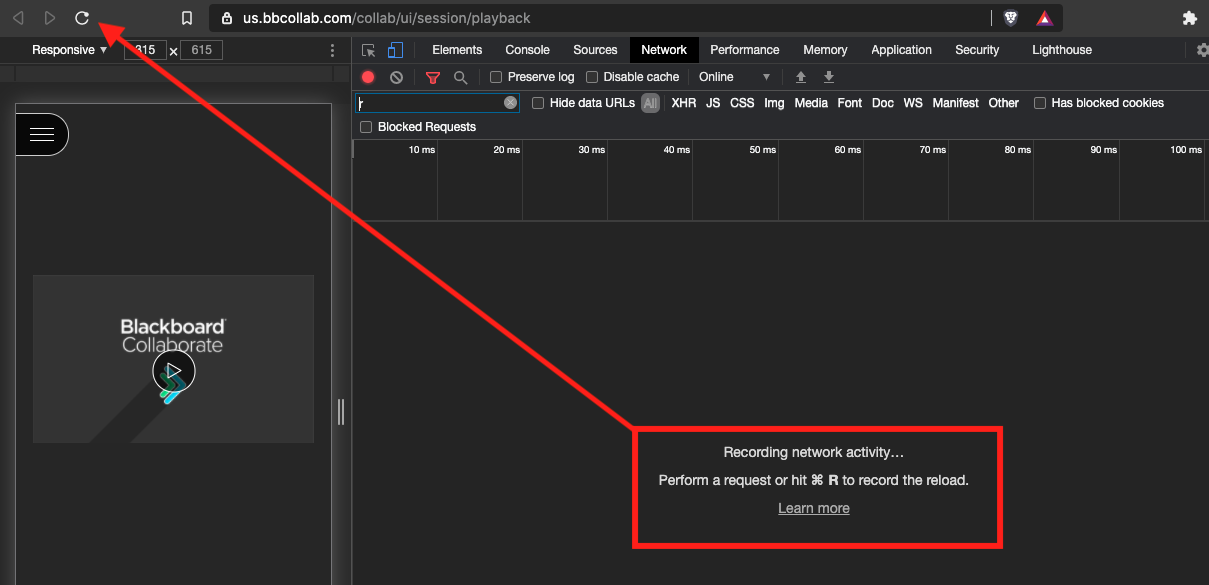 us.bbcollab.com/collab/ui/session/playback
Responsive ▼ 315 × 615
Elements Console Sources Network Performance Memory Application Security Lighthouse
Preserve log Disable cache Online ▼
r Hide data URLs All XHR JS CSS Img Media Font Doc WS Manifest Other Has blocked cookies
Blocked Requests
10 ms 20 ms 30 ms 40 ms 50 ms 60 ms 70 ms 80 ms 90 ms 100 ms
Blackboard
Collaborate
Recording network activity…
Perform a request or hit ⌘ R to record the reload.
Learn more